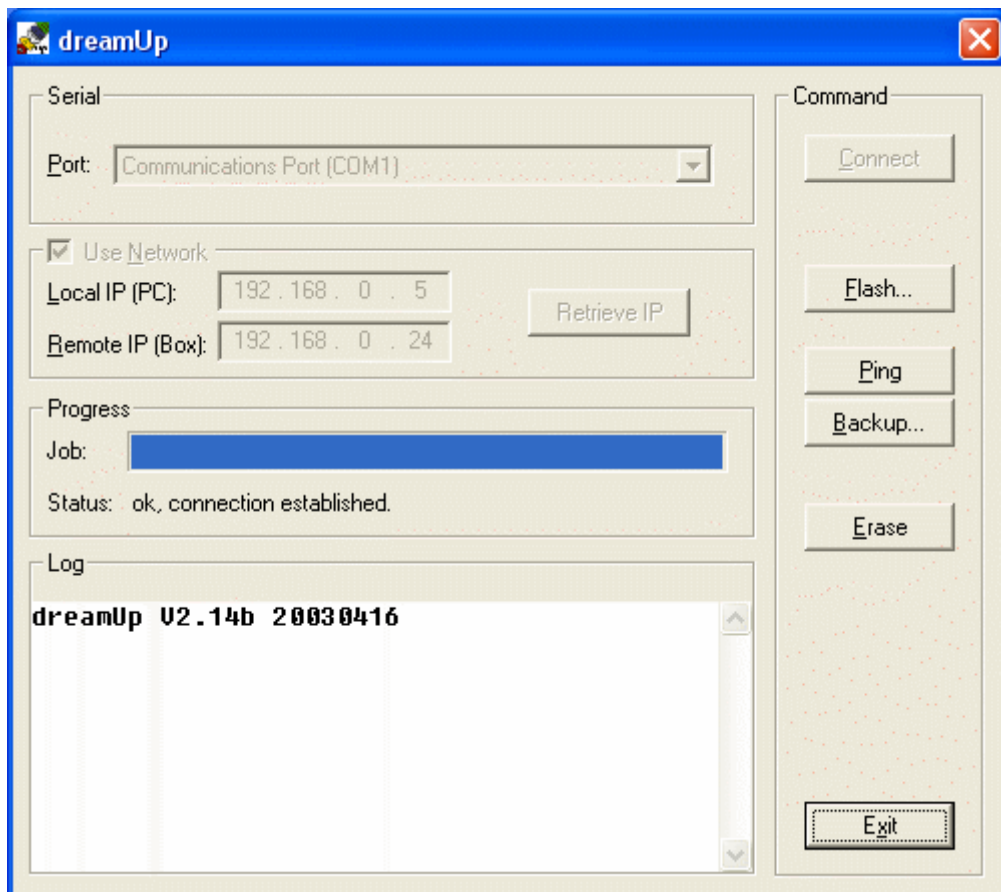 dreamUp
Serial
Port: Communications Port (COM1)
Use Network
Local IP (PC): 192 . 168 . 0 . 5
Remote IP (Box): 192 . 168 . 0 . 24
Retrieve IP
Progress
Job:
Status: ok, connection established.
Log
dreamUp V2.14b 20030416
Command
Connect
Flash...
Ping
Backup...
Erase
Exit